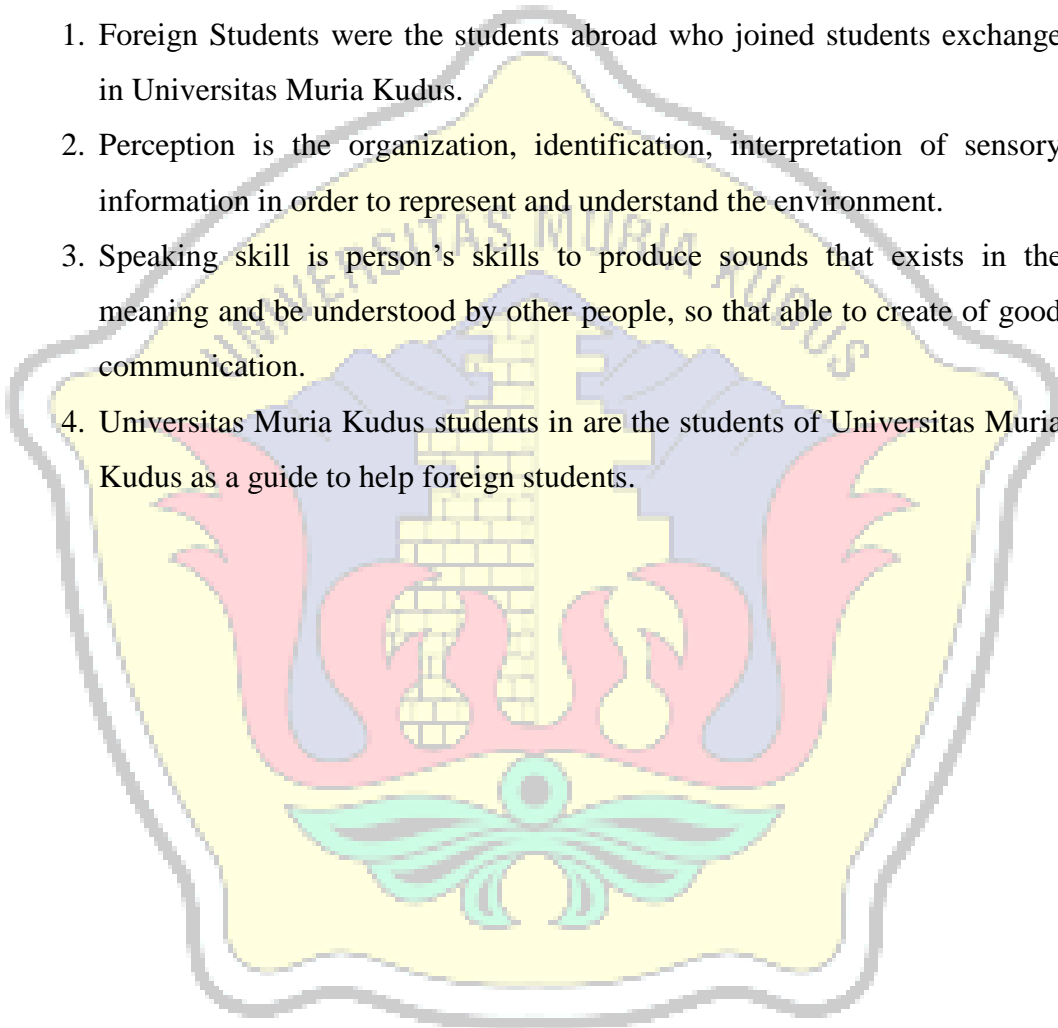 1. Foreign Students were the students abroad who joined students exchange
in Universitas Muria Kudus.
2. Perception is the organization, identification, interpretation of sensory
information in order to represent and understand the environment.
3. Speaking skill is person’s skills to produce sounds that exists in the
meaning and be understood by other people, so that able to create of good
communication.
4. Universitas Muria Kudus students in are the students of Universitas Muria
Kudus as a guide to help foreign students.
UNIVERSITAS MURIA KUDUS